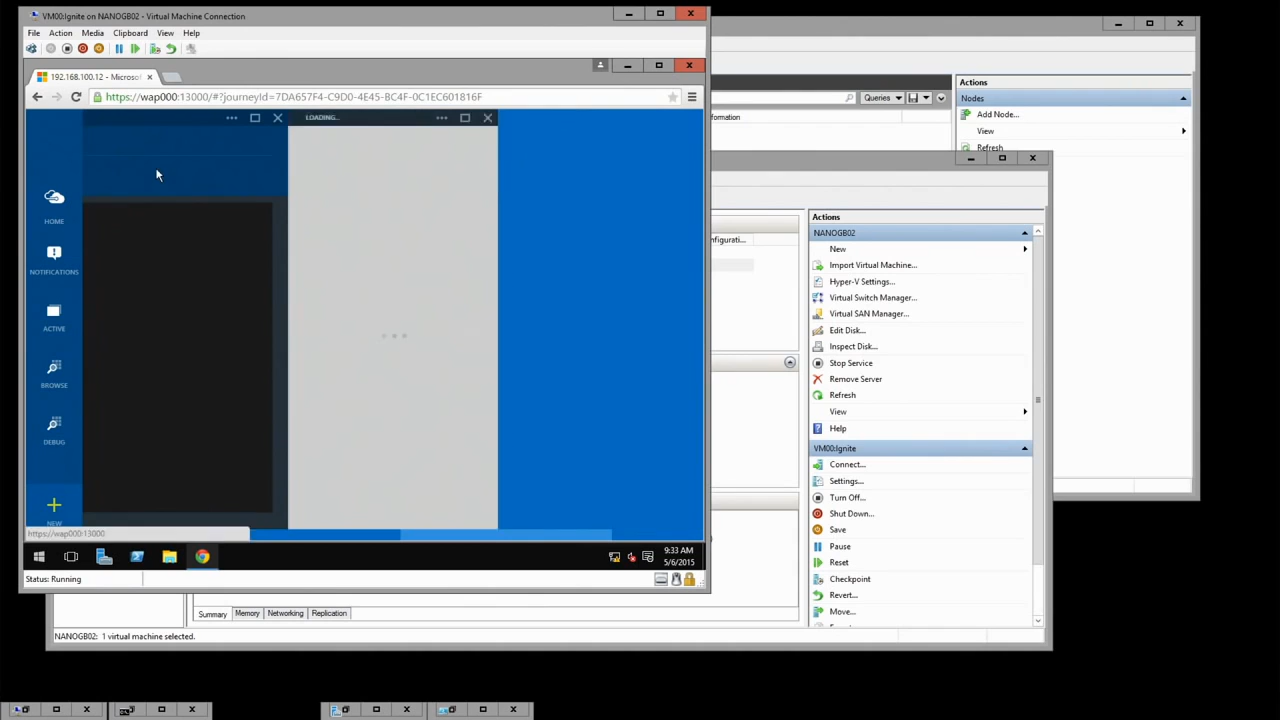 VM00:Ignite on NANOGB02 - Virtual Machine Connection
File Action Media Clipboard View Help
192.168.100.12 - Microso
https://wap000:13000/#?journeyId=7DA657F4-C9D0-4E45-BC4F-0C1EC601816F
LOADING...
HOME
NOTIFICATIONS
ACTIVE
BROWSE
DEBUG
NEW
https://wap000:13000
9:33 AM
5/6/2015
Status: Running
Queries
formation
Actions
Nodes
Add Node...
View
Refresh
nfigurati...
Actions
NANOGB02
New
Import Virtual Machine...
Hyper-V Settings...
Virtual Switch Manager...
Virtual SAN Manager...
Edit Disk...
Inspect Disk...
Stop Service
Remove Server
Refresh
View
Help
VM00:Ignite
Connect...
Settings...
Turn Off...
Shut Down...
Save
Pause
Reset
Checkpoint
Revert...
Move...
Summary Memory Networking Replication
NANOGB02: 1 virtual machine selected.